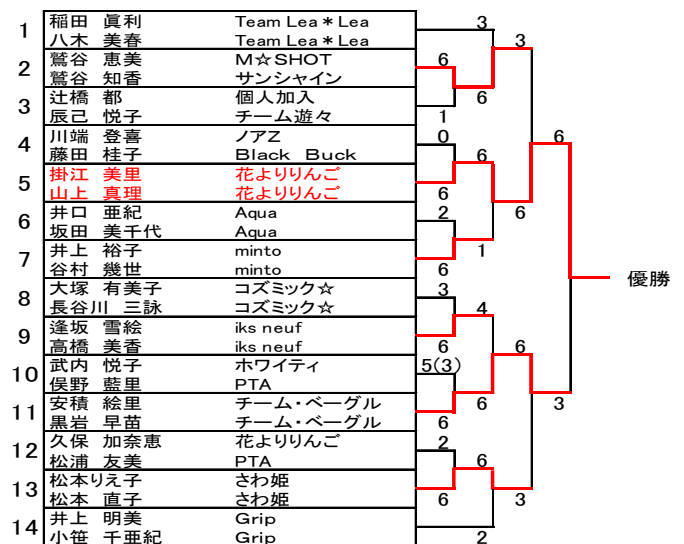 1 稲田 眞利 Team Lea＊Lea
八木 美春 Team Lea＊Lea
3
3
2 鷲谷 恵美 M☆SHOT
鷲谷 知香 サンシャイン
6
6
3 辻橋 都 個人加入
辰己 悦子 チーム遊々
1
4 川端 登喜 ノアZ
藤田 桂子 Black Buck
0
6
5 掛江 美里 花よりりんご
山上 真理 花よりりんご
6
6
6
6 井口 亜紀 Aqua
坂田 美千代 Aqua
2
7 井上 裕子 minto
谷村 幾世 minto
1
6
優勝
8 大塚 有美子 コズミック☆
長谷川 三詠 コズミック☆
3
4
9 逢坂 雪絵 iks neuf
高橋 美香 iks neuf
6
6
10 武内 悦子 ホワイティ
俣野 藍里 PTA
5(3)
11 安積 絵里 チーム・ベーグル
黒岩 早苗 チーム・ベーグル
6
3
6
12 久保 加奈恵 花よりりんご
松浦 友美 PTA
2
6
13 松本りえ子 さわ姫
松本 直子 さわ姫
6
3
14 井上 明美 Grip
小笹 千亜紀 Grip
2